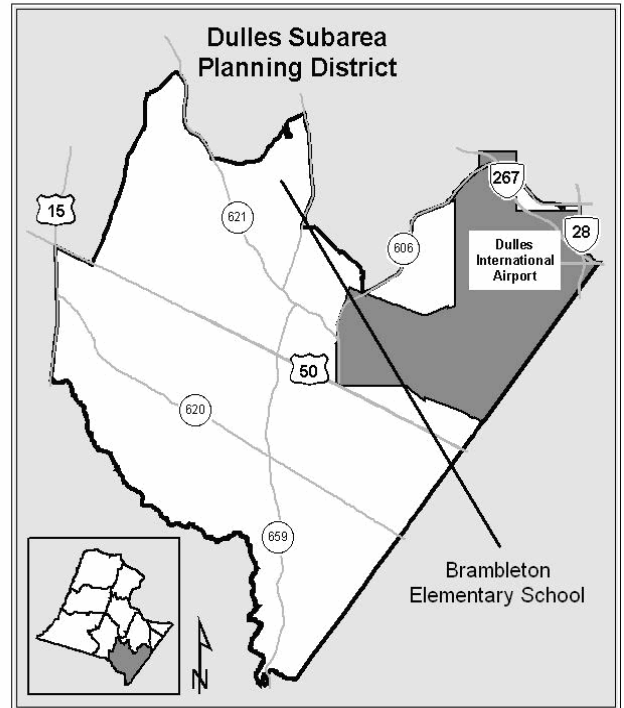 Dulles Subarea
Planning District
267
15
621
28
606
Dulles
International
Airport
50
620
659
Brambleton
Elementary School
N